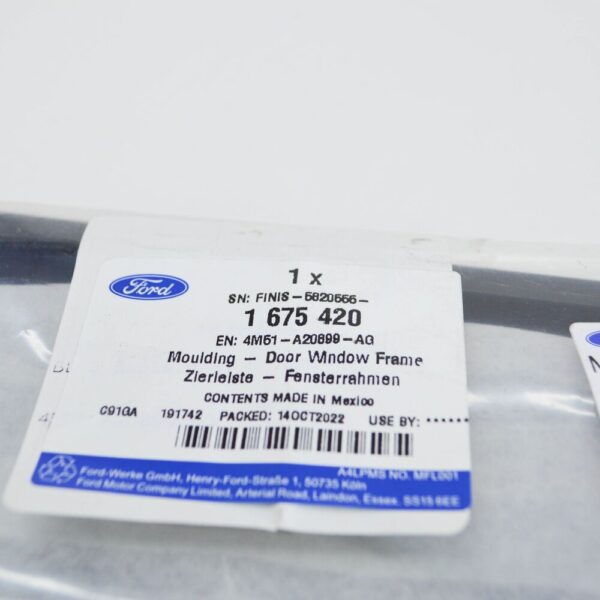 1 x
Ford
SN: FINIS-5820556-
1 675 420
EN: 4M51-A20899-AG
Moulding - Door Window Frame
Zierleiste - Fensterrahmen
CONTENTS MADE IN Mexico
C91GA 191742 PACKED: 14OCT2022 USE BY: ******
A4LPMS NO. MFL001
Ford-Werke GmbH, Henry-Ford-Straße 1, 50735 Köln
Ford Motor Company Limited, Arterial Road, Laindon, Essex. SS15 6EE